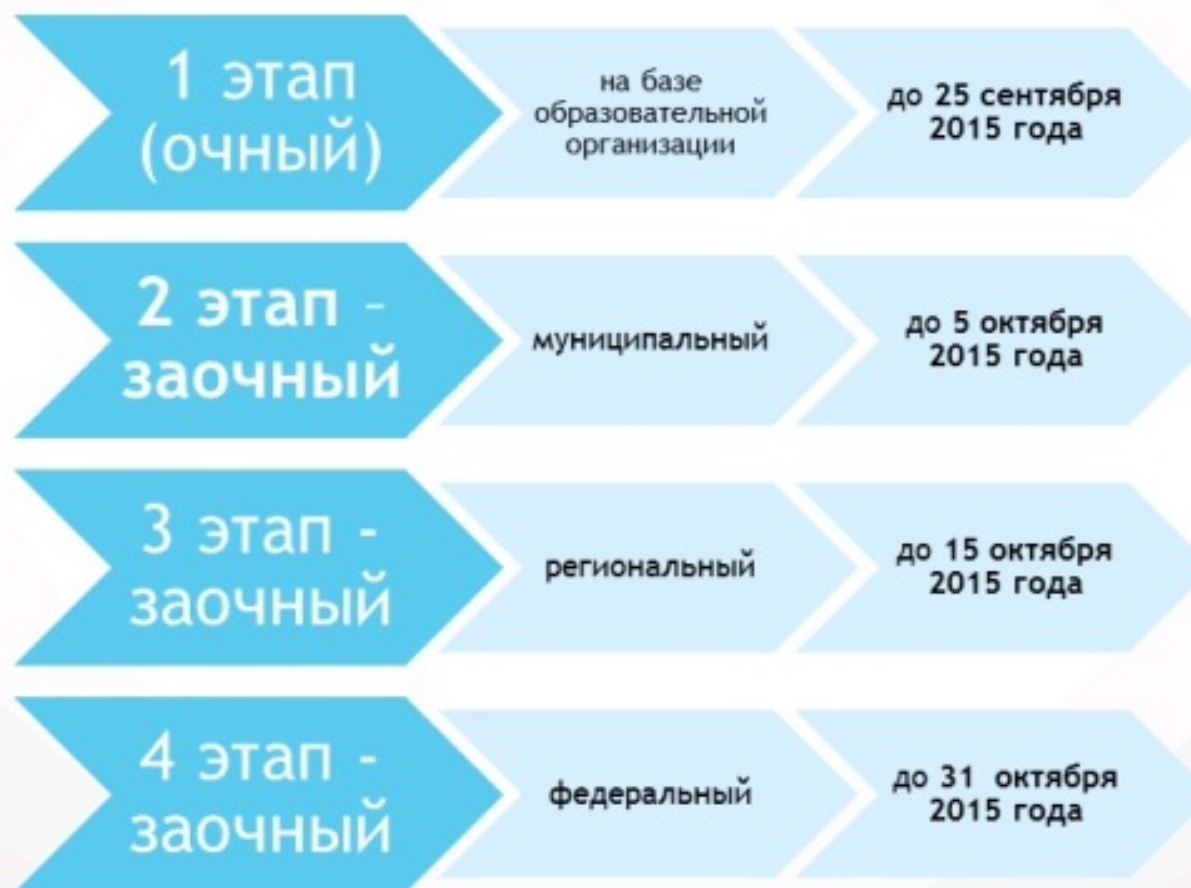 1 этап
(очный)
на базе
образовательной
организации
до 25 сентября
2015 года
2 этап –
заочный
муниципальный
до 5 октября
2015 года
3 этап -
заочный
региональный
до 15 октября
2015 года
4 этап -
заочный
федеральный
до 31 октября
2015 года